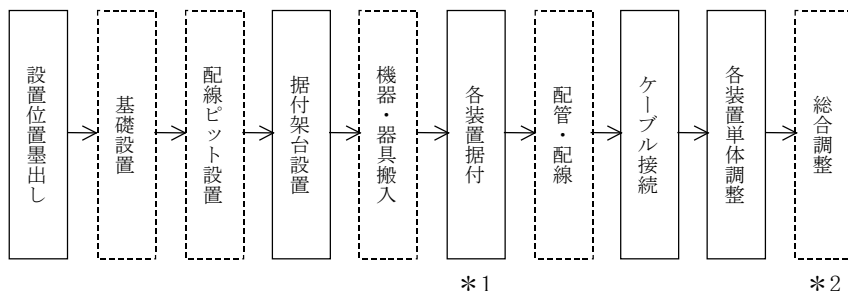 設置位置墨出し
基礎設置
配線ピット設置
据付架台設置
機器・器具搬入
各装置据付
配管・配線
ケーブル接続
各装置単体調整
総合調整
＊1
＊2